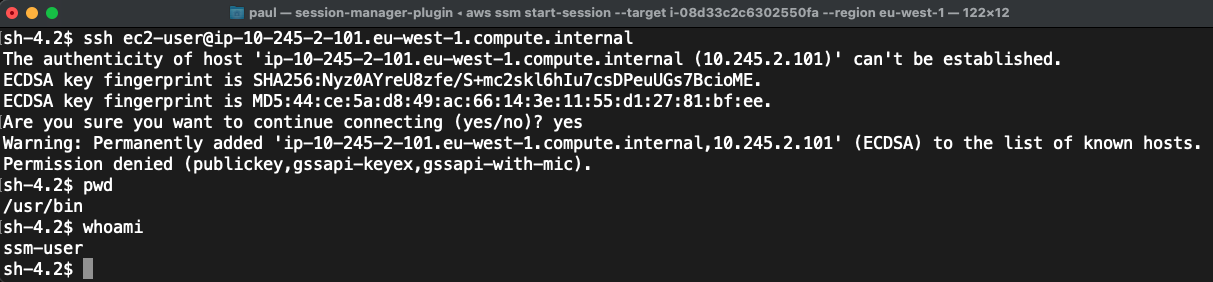 paul — session-manager-plugin ◂ aws ssm start-session --target i-08d33c2c6302550fa --region eu-west-1 — 122×12
[sh-4.2$ ssh ec2-user@ip-10-245-2-101.eu-west-1.compute.internal
The authenticity of host 'ip-10-245-2-101.eu-west-1.compute.internal (10.245.2.101)' can't be established.
ECDSA key fingerprint is SHA256:Nyz0AYreU8zfe/S+mc2skl6hIu7csDPeuUGs7BcioME.
ECDSA key fingerprint is MD5:44:ce:5a:d8:49:ac:66:14:3e:11:55:d1:27:81:bf:ee.
[Are you sure you want to continue connecting (yes/no)? yes
Warning: Permanently added 'ip-10-245-2-101.eu-west-1.compute.internal,10.245.2.101' (ECDSA) to the list of known hosts.
Permission denied (publickey,gssapi-keyex,gssapi-with-mic).
[sh-4.2$ pwd
/usr/bin
[sh-4.2$ whoami
ssm-user
sh-4.2$